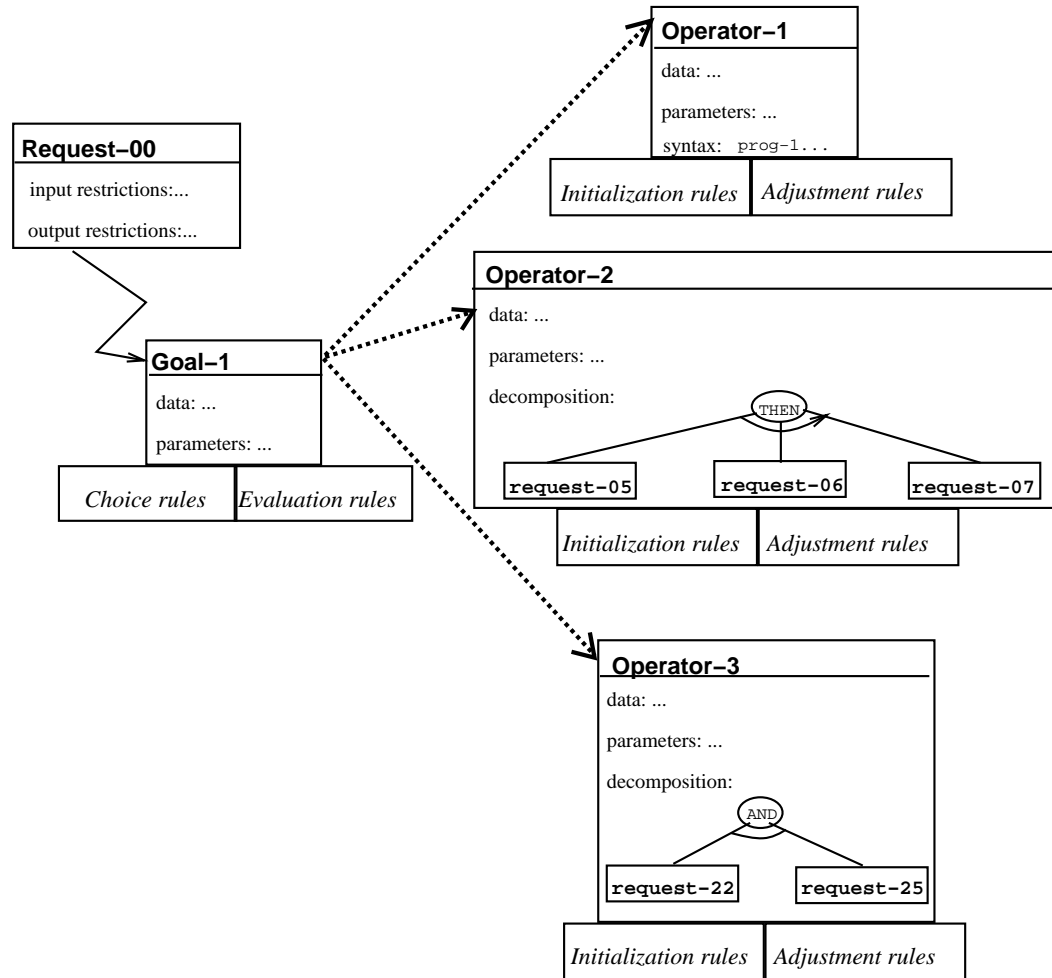 Operator–1
data: ...
parameters: ...
syntax: prog-1...
Initialization rules Adjustment rules
Request–00
input restrictions:...
output restrictions:...
Goal–1
data: ...
parameters: ...
Choice rules Evaluation rules
Operator–2
data: ...
parameters: ...
decomposition:
THEN
request-05 request-06 request-07
Initialization rules Adjustment rules
Operator–3
data: ...
parameters: ...
decomposition:
AND
request-22 request-25
Initialization rules Adjustment rules